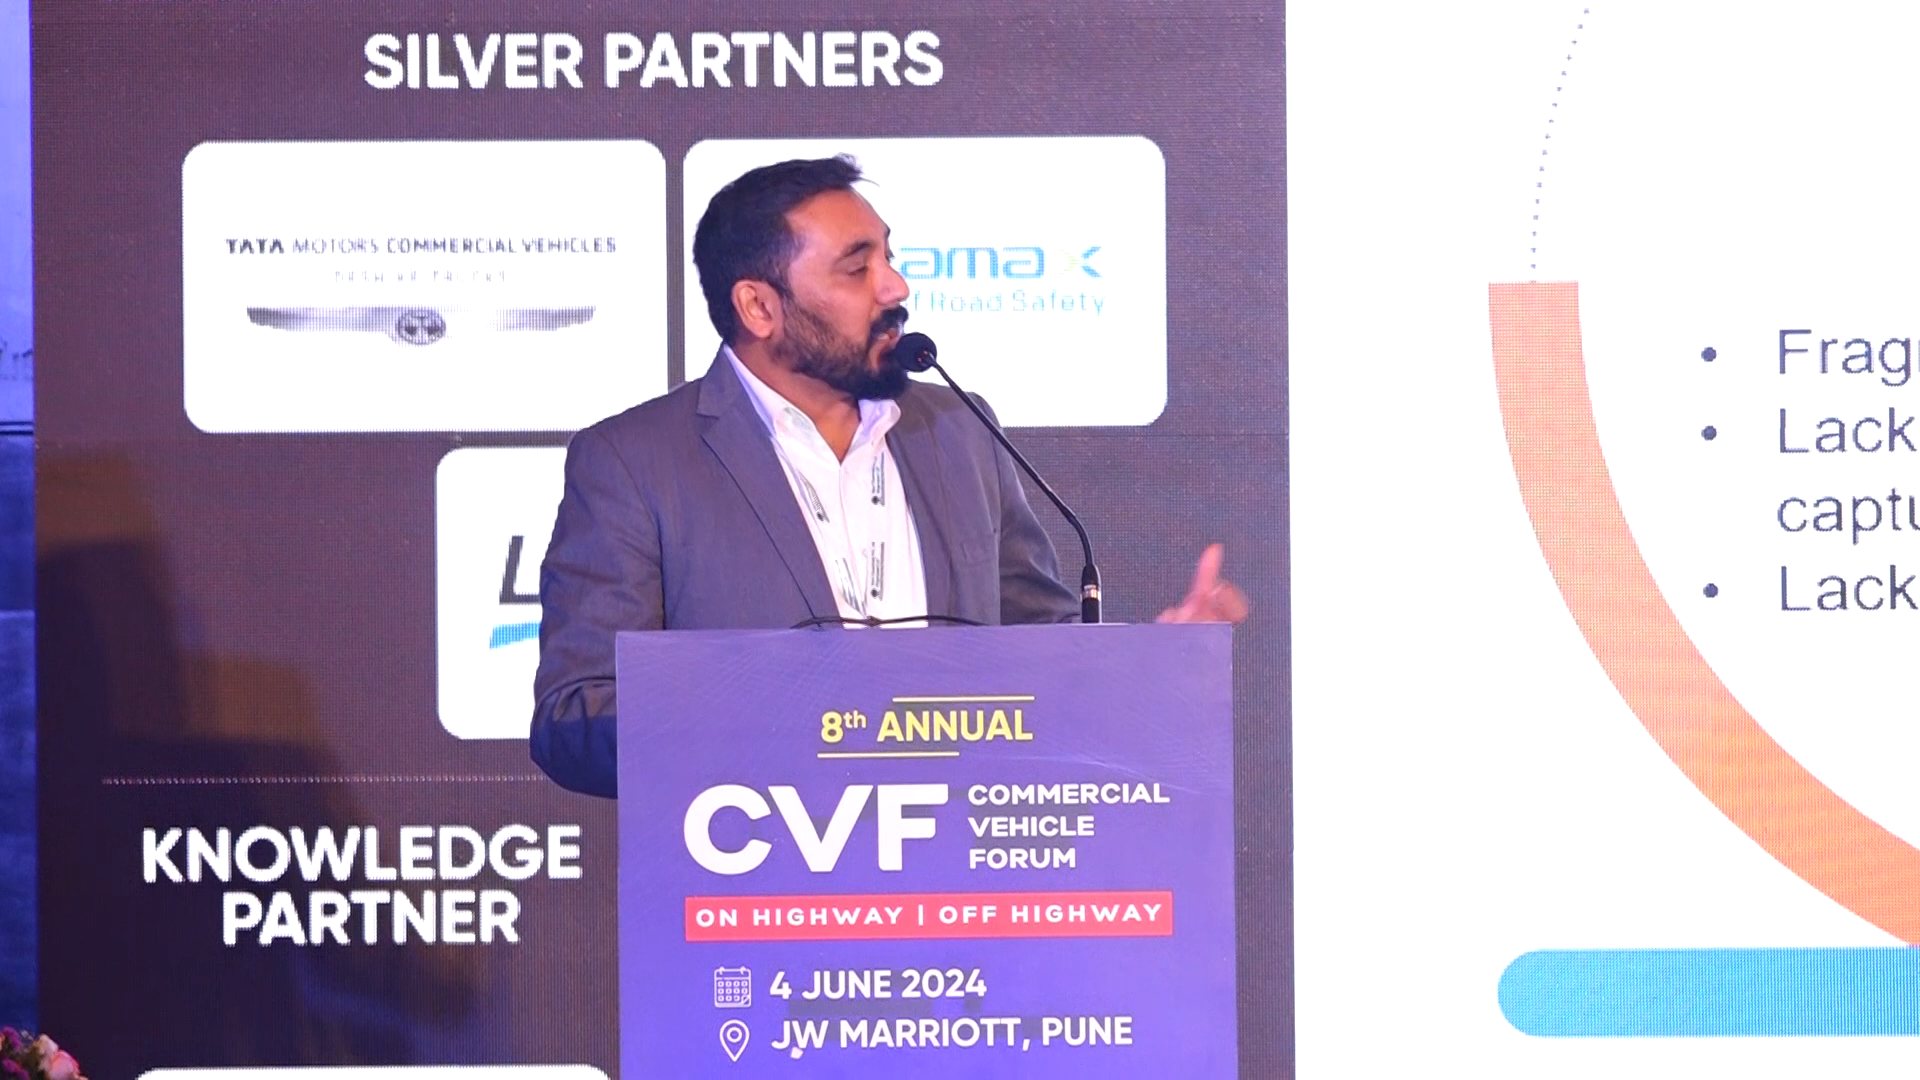 SILVER PARTNERS
TATA MOTORS COMMERCIAL VEHICLES
amax
f Road Safety
L
KNOWLEDGE
PARTNER
8th ANNUAL
CVF
COMMERCIAL
VEHICLE
FORUM
ON HIGHWAY | OFF HIGHWAY
4 JUNE 2024
JW MARRIOTT, PUNE
• Frag
• Lack
captu
• Lack